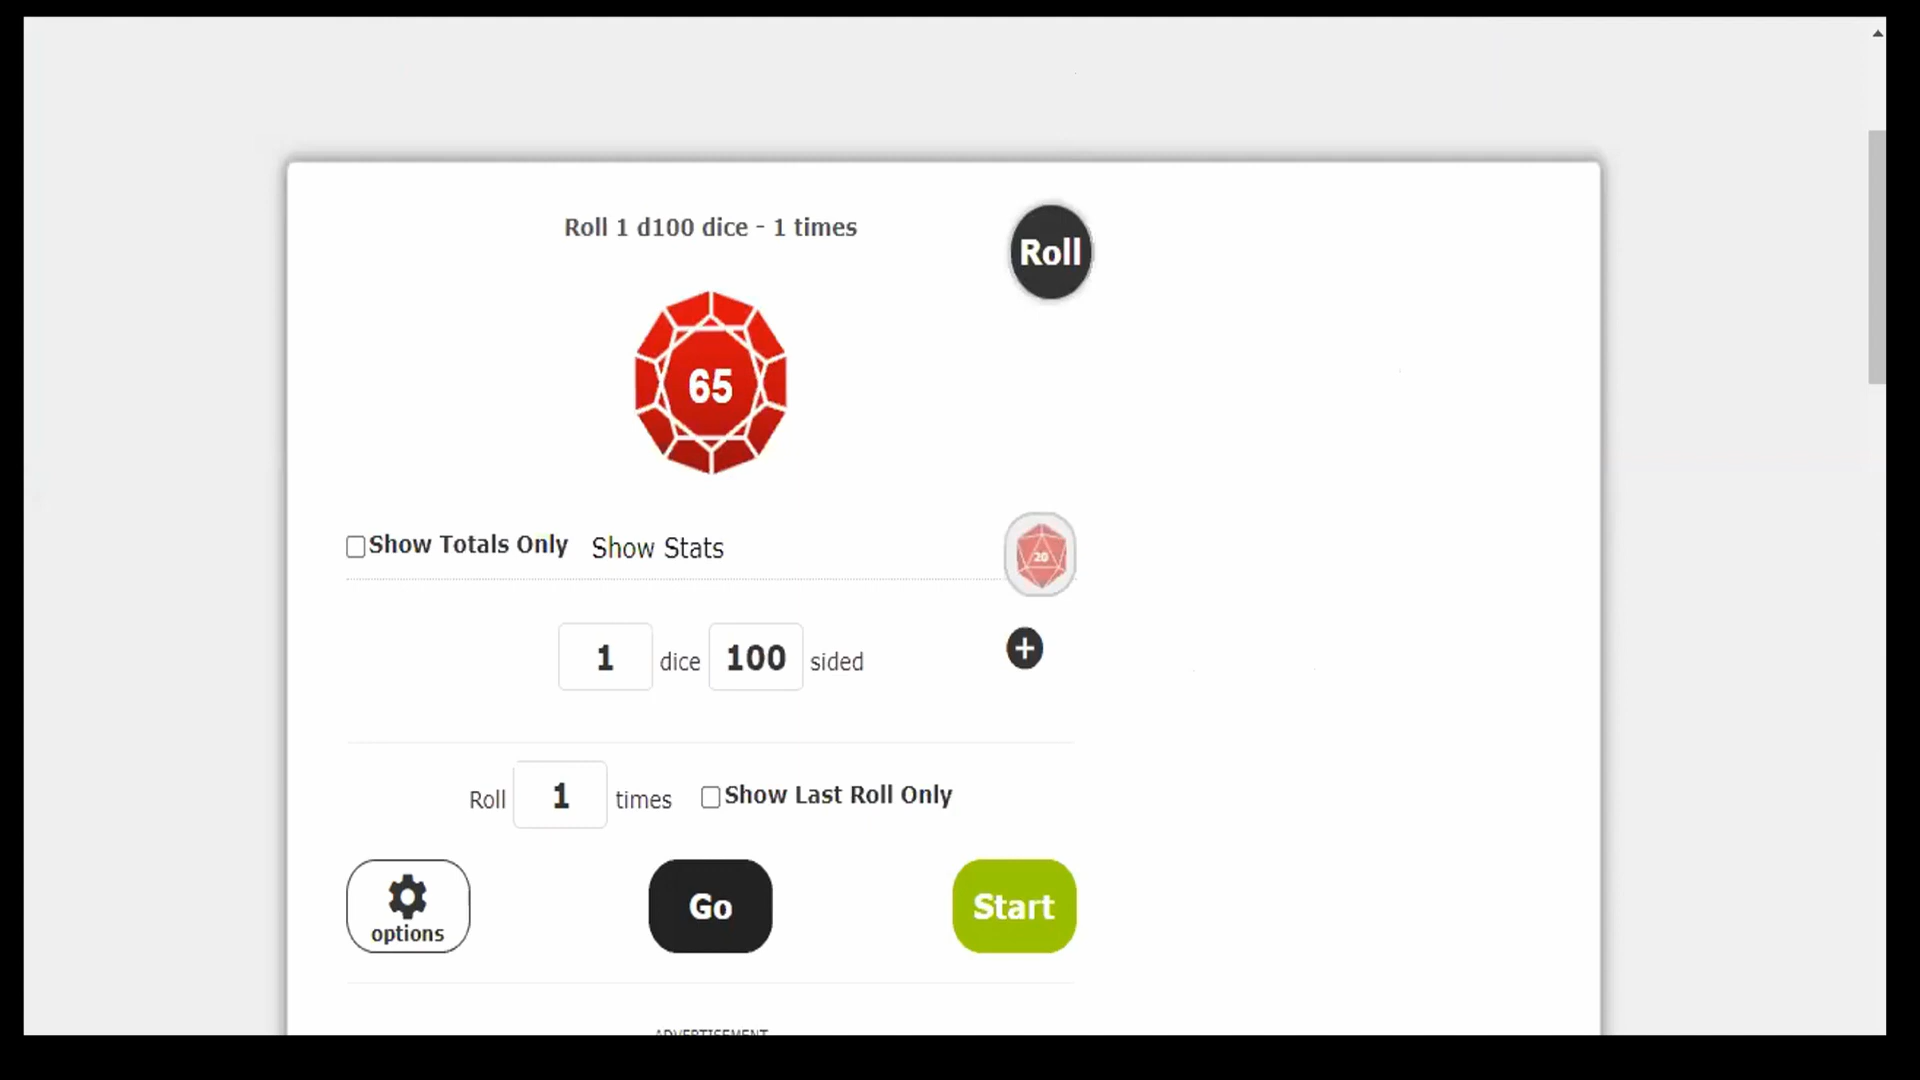 Roll 1 d100 dice - 1 times
Roll
65
Show Totals Only Show Stats
20
1 dice 100 sided
+
Roll 1 times Show Last Roll Only
options
Go
Start
ADVERTISEMENT